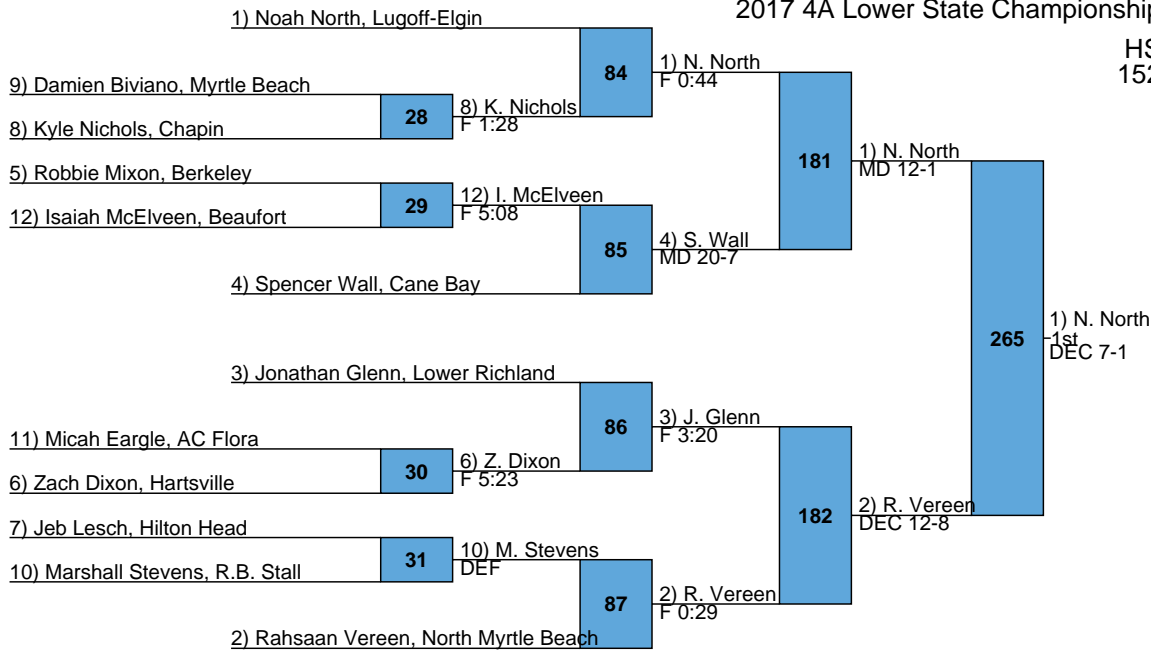 2017 4A Lower State Championship
HS
152
1) Noah North, Lugoff-Elgin
84
1) N. North
F 0:44
9) Damien Biviano, Myrtle Beach
28
8) K. Nichols
F 1:28
8) Kyle Nichols, Chapin
181
1) N. North
MD 12-1
5) Robbie Mixon, Berkeley
29
12) I. McElveen
F 5:08
12) Isaiah McElveen, Beaufort
85
4) S. Wall
MD 20-7
4) Spencer Wall, Cane Bay
265
1) N. North
1st
DEC 7-1
3) Jonathan Glenn, Lower Richland
86
3) J. Glenn
F 3:20
11) Micah Eargle, AC Flora
30
6) Z. Dixon
F 5:23
6) Zach Dixon, Hartsville
182
2) R. Vereen
DEC 12-8
7) Jeb Lesch, Hilton Head
31
10) M. Stevens
DEF
10) Marshall Stevens, R.B. Stall
87
2) R. Vereen
F 0:29
2) Rahsaan Vereen, North Myrtle Beach